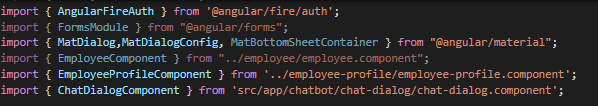 import { AngularFireAuth } from '@angular/fire/auth';
import { FormsModule } from "@angular/forms";
import { MatDialog,MatDialogConfig, MatBottomSheetContainer } from "@angular/material";
import { EmployeeComponent } from "../employee/employee.component";
import { EmployeeProfileComponent } from '../employee-profile/employee-profile.component';
import { ChatDialogComponent } from 'src/app/chatbot/chat-dialog/chat-dialog.component';